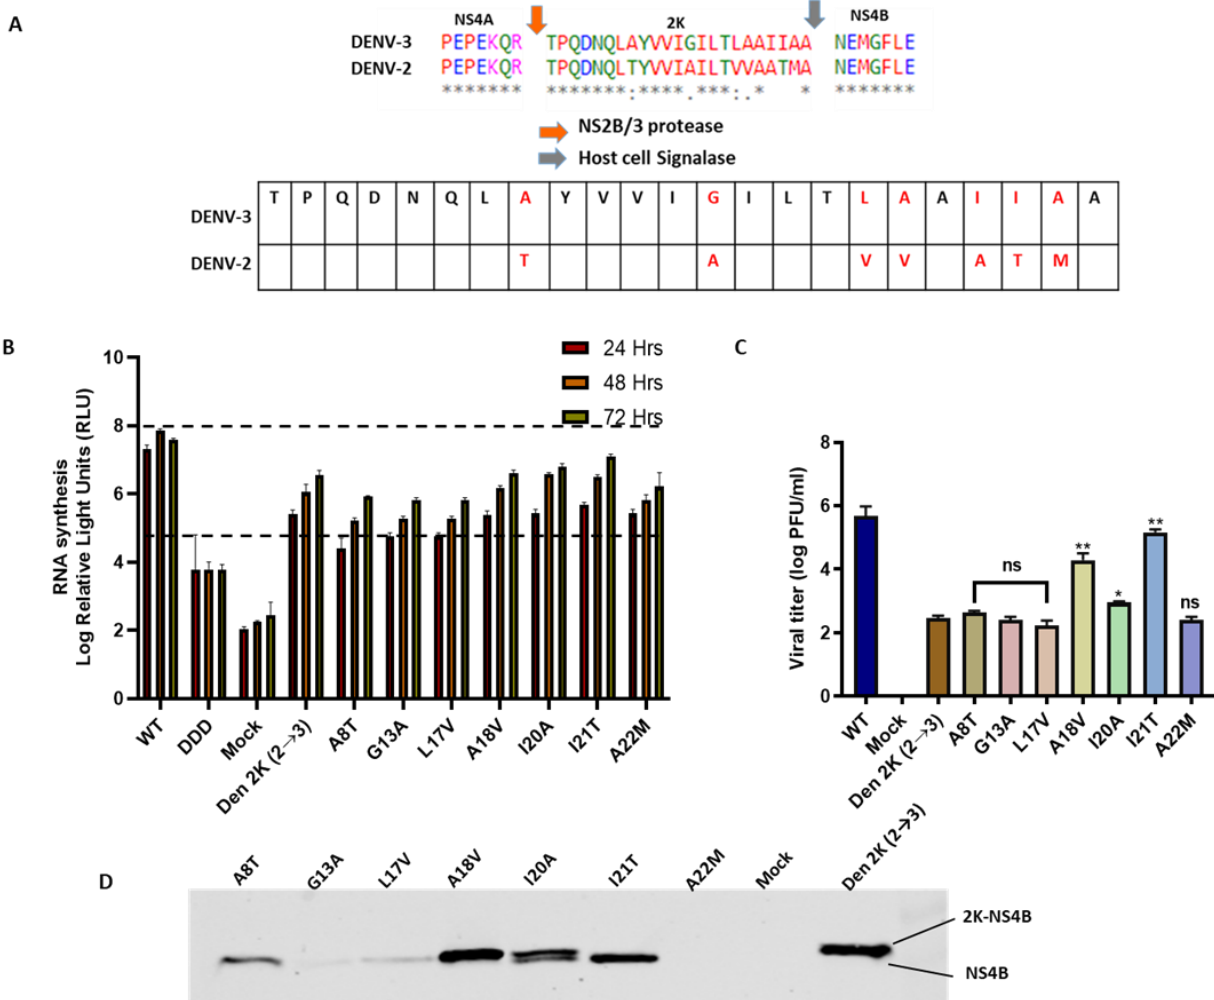 A
NS4A 2K NS4B
DENV-3 PEPEKQR TPQDNQLAYVVIGILTLAAIIAA NEMGFLE
DENV-2 PEPEKQR TPQDNQLTYVVIAILTVVAATMA NEMGFLE
******* *******:****.***:.* * *******
NS2B/3 protease
Host cell Signalase
DENV-3 T P Q D N Q L A Y V V I G I L T L A A I I A A
DENV-2 T A V V A T M
B
24 Hrs
48 Hrs
72 Hrs
RNA synthesis
Log Relative Light Units (RLU)
10
8
6
4
2
0
WT DDD Mock Den 2K (2→3) A8T G13A L17V A18V I20A I21T A22M
C
Viral titer (log PFU/ml)
8
6
4
2
0
ns ** * ** ns
WT Mock Den 2K (2→3) A8T G13A L17V A18V I20A I21T A22M
D
A8T G13A L17V A18V I20A I21T A22M Mock Den 2K (2→3)
2K-NS4B
NS4B